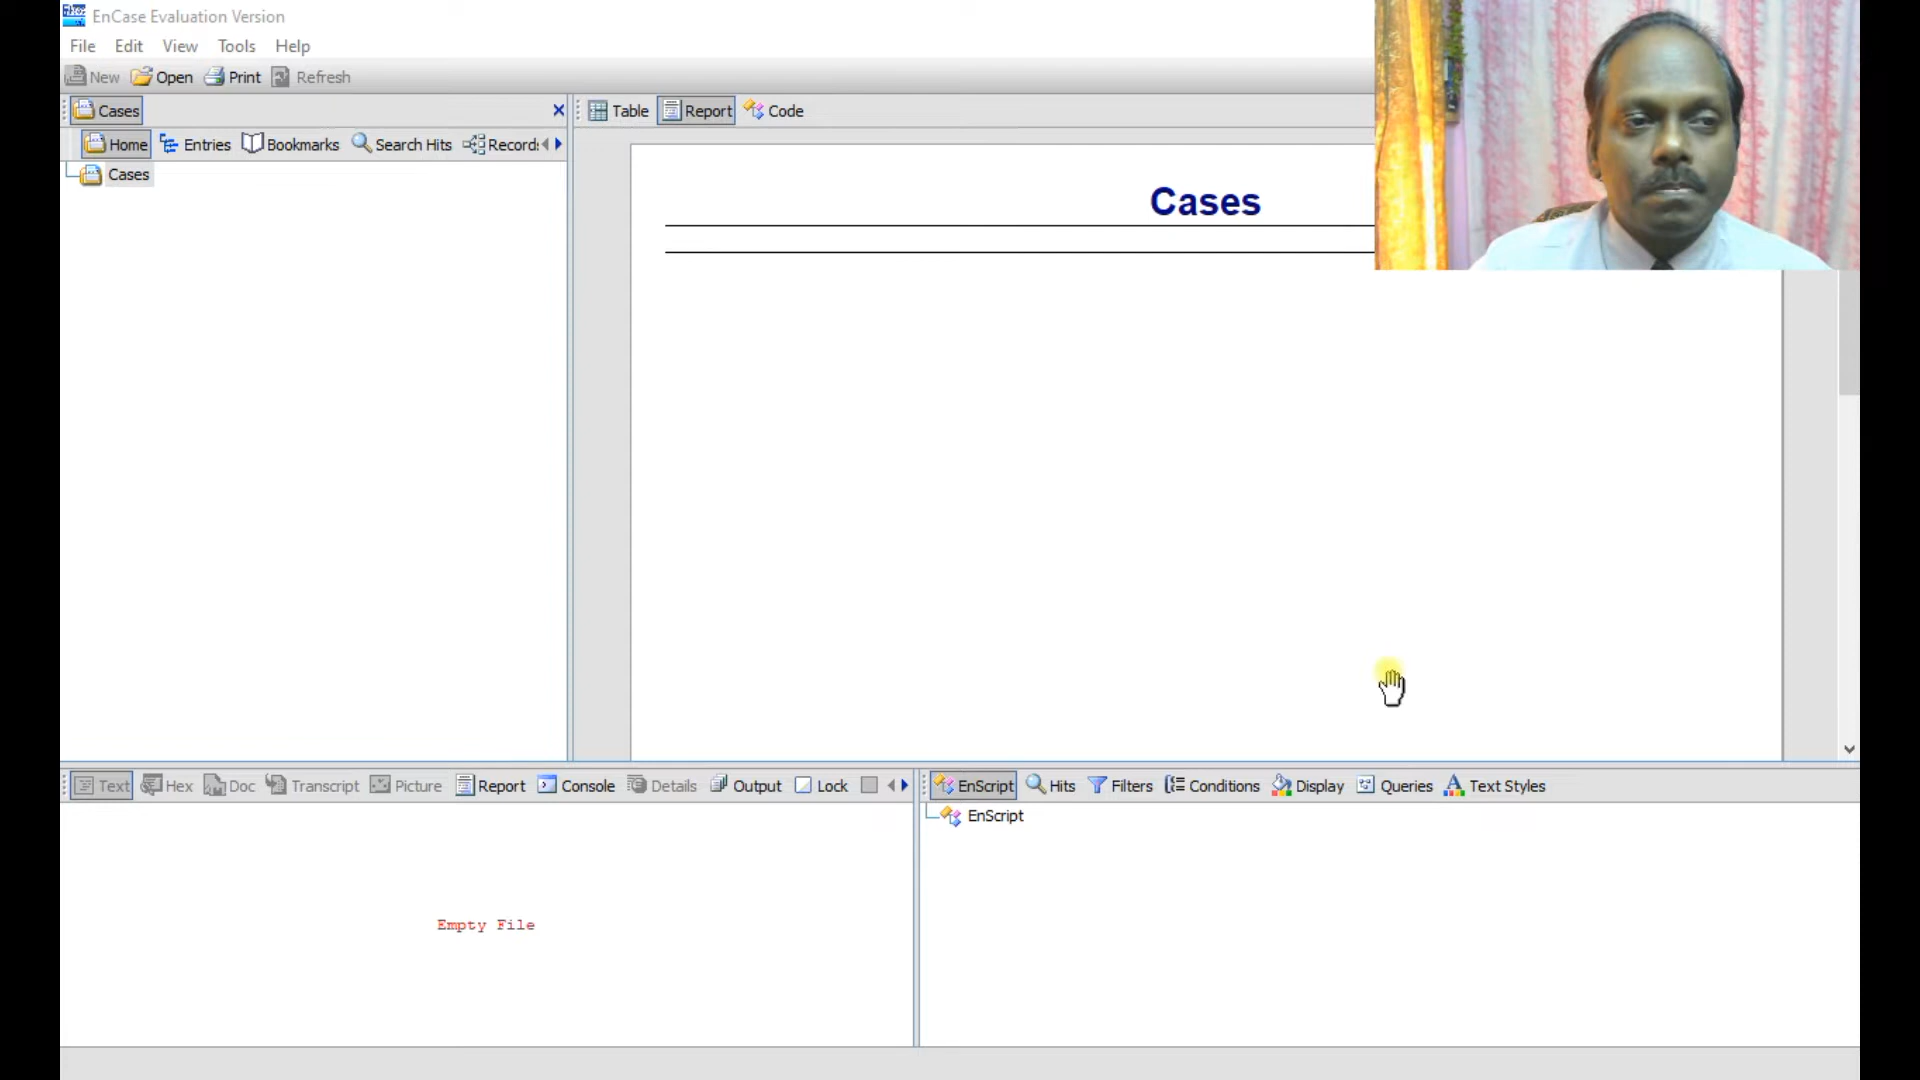 EnCase Evaluation Version
File Edit View Tools Help
New Open Print Refresh
Cases
Table Report Code
Home Entries Bookmarks Search Hits Record
Cases
Cases
Text Hex Doc Transcript Picture Report Console Details Output Lock
EnScript Hits Filters Conditions Display Queries Text Styles
EnScript
Empty File